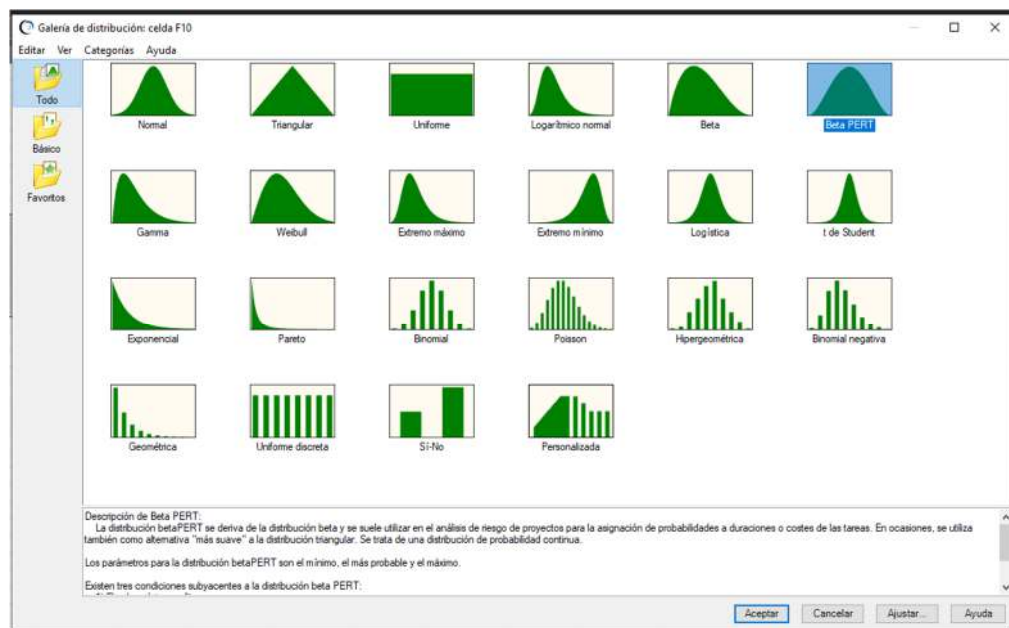 Galería de distribución: celda F10
Editar Ver Categorías Ayuda
Todo
Básico
Favoritos
Normal Triangular Uniforme Logarítmico normal Beta Beta PERT
Gamma Weibull Extremo máximo Extremo mínimo Logística t de Student
Exponencial Pareto Binomial Poisson Hipergeométrica Binomial negativa
Geométrica Uniforme discreta Sí-No Personalizada
Descripción de Beta PERT:
La distribución betaPERT se deriva de la distribución beta y se suele utilizar en el análisis de riesgo de proyectos para la asignación de probabilidades a duraciones o costes de las tareas. En ocasiones, se utiliza
también como alternativa "más suave" a la distribución triangular. Se trata de una distribución de probabilidad continua.
Los parámetros para la distribución betaPERT son el mínimo, el más probable y el máximo.
Existen tres condiciones subyacentes a la distribución beta PERT:
Aceptar Cancelar Ajustar... Ayuda